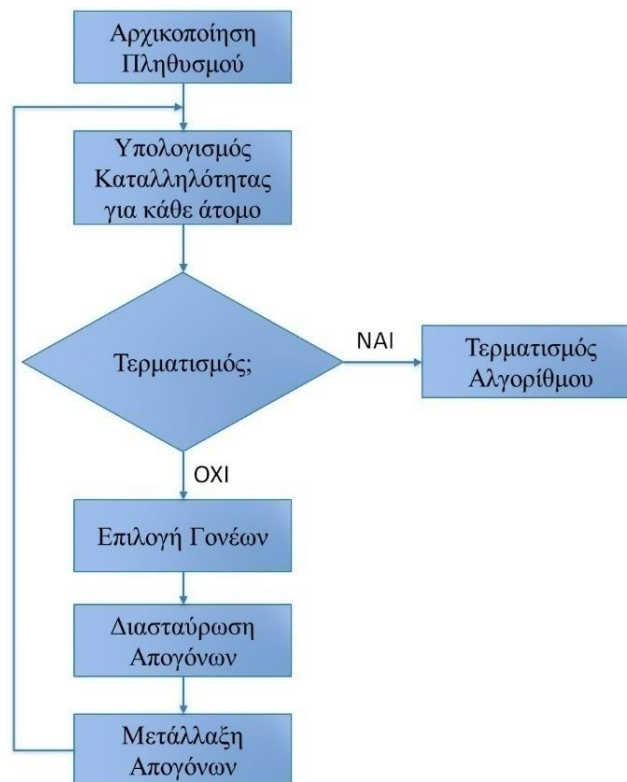 Αρχικοποίηση
Πληθυσμού
Υπολογισμός
Καταλληλότητας
για κάθε άτομο
Τερματισμός;
ΝΑΙ
Τερματισμός
Αλγορίθμου
ΟΧΙ
Επιλογή Γονέων
Διασταύρωση
Απογόνων
Μετάλλαξη
Απογόνων